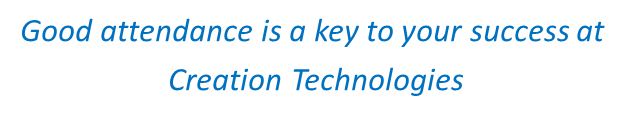 Good attendance is a key to your success at
Creation Technologies